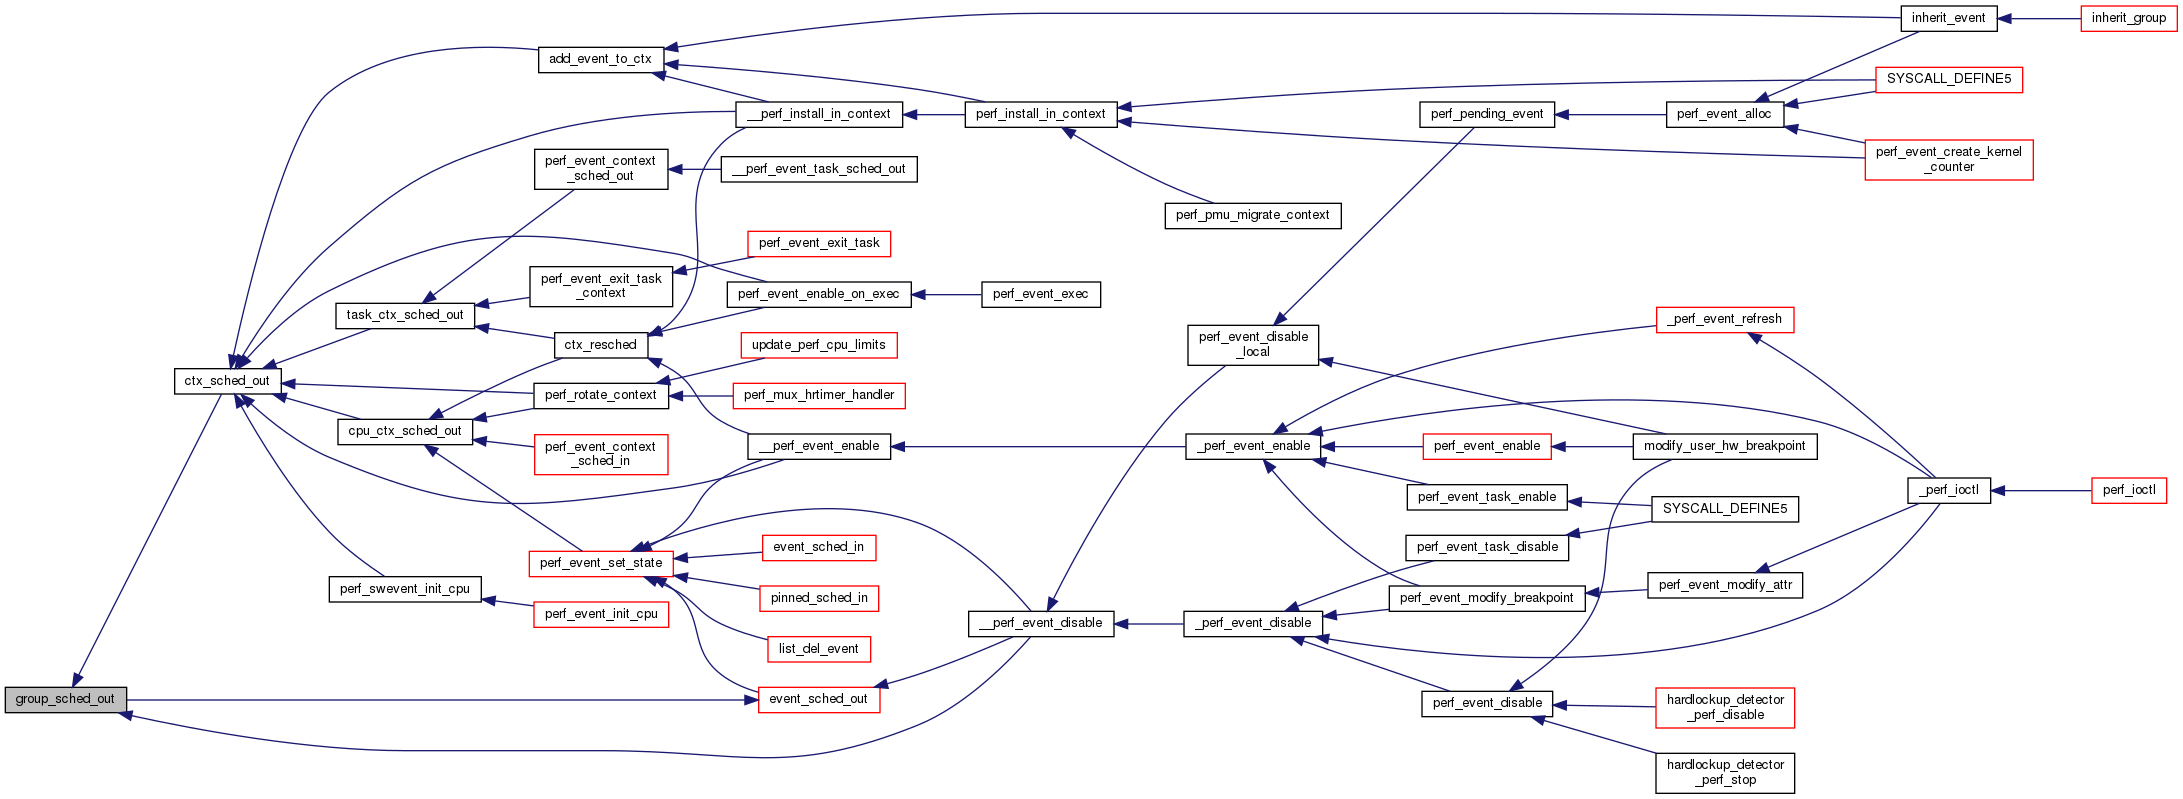 inherit_event
inherit_group
add_event_to_ctx
SYSCALL_DEFINE5
__perf_install_in_context
perf_install_in_context
perf_pending_event
perf_event_alloc
perf_event_context
_sched_out
__perf_event_task_sched_out
perf_event_create_kernel
_counter
perf_pmu_migrate_context
perf_event_exit_task
perf_event_exit_task
_context
perf_event_enable_on_exec
perf_event_exec
task_ctx_sched_out
_perf_event_refresh
ctx_resched
update_perf_cpu_limits
perf_event_disable
_local
ctx_sched_out
perf_rotate_context
perf_mux_hrtimer_handler
cpu_ctx_sched_out
perf_event_context
_sched_in
__perf_event_enable
_perf_event_enable
perf_event_enable
modify_user_hw_breakpoint
perf_event_task_enable
SYSCALL_DEFINE5
_perf_ioctl
perf_ioctl
event_sched_in
perf_event_task_disable
perf_event_set_state
perf_swevent_init_cpu
pinned_sched_in
perf_event_modify_breakpoint
perf_event_modify_attr
perf_event_init_cpu
__perf_event_disable
_perf_event_disable
list_del_event
group_sched_out
event_sched_out
perf_event_disable
hardlockup_detector
_perf_disable
hardlockup_detector
_perf_stop